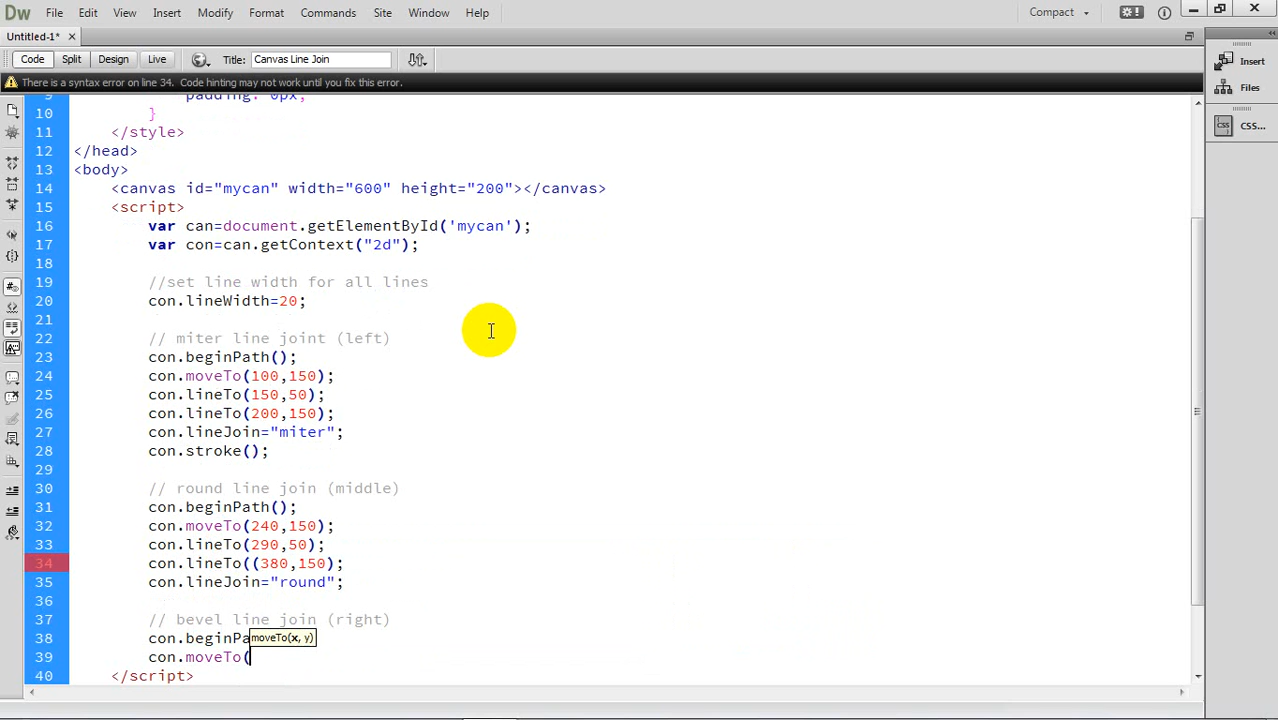 Dw File Edit View Insert Modify Format Commands Site Window Help Compact
Untitled-1*
Code Split Design Live Title: Canvas Line Join
There is a syntax error on line 34. Code hinting may not work until you fix this error.
Insert
Files
CSS...
9 padding: 0px;
10 }
11 </style>
12 </head>
13 <body>
14 <canvas id="mycan" width="600" height="200"></canvas>
15 <script>
16 var can=document.getElementById('mycan');
17 var con=can.getContext("2d");
18
19 //set line width for all lines
20 con.lineWidth=20;
21
22 // miter line joint (left)
23 con.beginPath();
24 con.moveTo(100,150);
25 con.lineTo(150,50);
26 con.lineTo(200,150);
27 con.lineJoin="miter";
28 con.stroke();
29
30 // round line join (middle)
31 con.beginPath();
32 con.moveTo(240,150);
33 con.lineTo(290,50);
34 con.lineTo((380,150);
35 con.lineJoin="round";
36
37 // bevel line join (right)
38 con.beginPa moveTo(x, y)
39 con.moveTo(
40 </script>